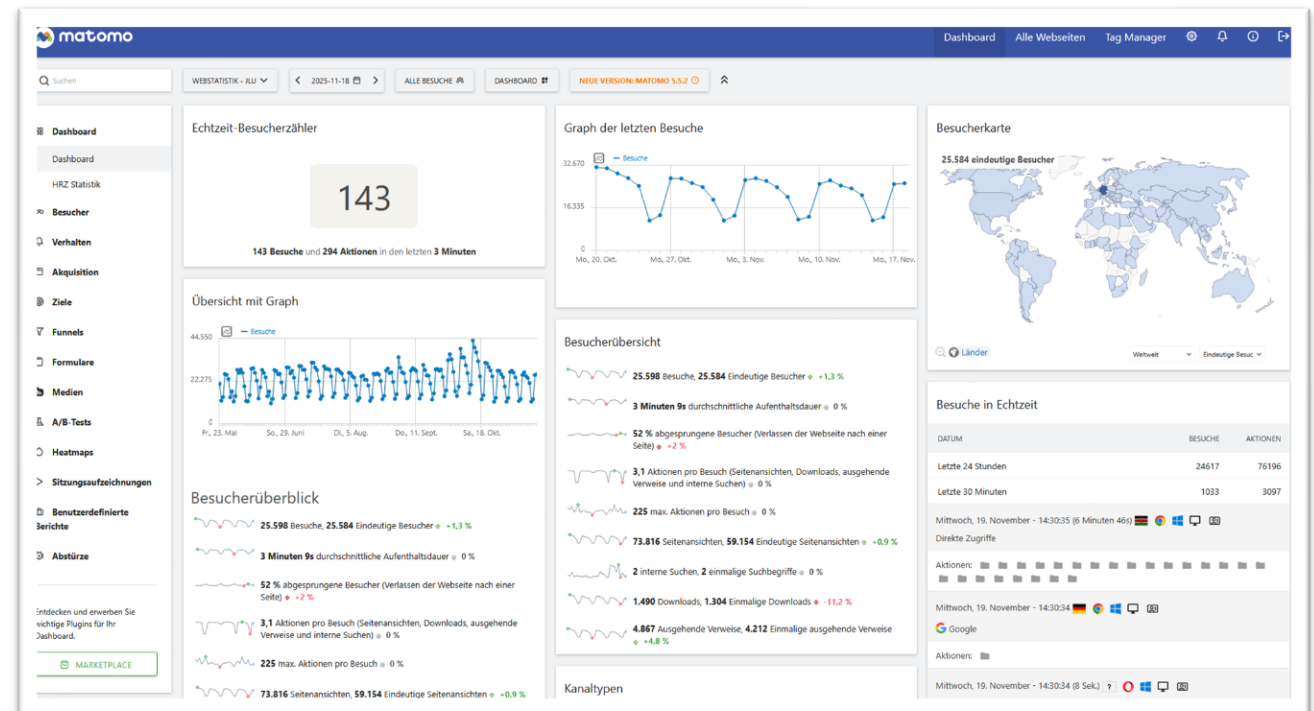 matomo
Dashboard Alle Webseiten Tag Manager
Suchen
WEBSTATISTIK - JLU
2025-11-18
ALLE BESUCHE
DASHBOARD
NEUE VERSION: MATOMO 5.5.2
Dashboard
Dashboard
HRZ Statistik
Besucher
Verhalten
Akquisition
Ziele
Funnels
Formulare
Medien
A/B-Tests
Heatmaps
Sitzungsaufzeichnungen
Benutzerdefinierte
Berichte
Abstürze
Entdecken und erwerben Sie
wichtige Plugins für Ihr
Dashboard.
MARKETPLACE
Echtzeit-Besucherzähler
143
143 Besuche und 294 Aktionen in den letzten 3 Minuten
Übersicht mit Graph
Besuche
44.550
22.275
0
Fr., 23. Mai So., 29. Juni Di., 5. Aug. Do., 11. Sept. Sa., 18. Okt.
Besucherüberblick
25.598 Besuche, 25.584 Eindeutige Besucher +1,3 %
3 Minuten 9s durchschnittliche Aufenthaltsdauer 0 %
52 % abgesprungene Besucher (Verlassen der Webseite nach einer
Seite) +2 %
3,1 Aktionen pro Besuch (Seitenansichten, Downloads, ausgehende
Verweise und interne Suchen) 0 %
225 max. Aktionen pro Besuch 0 %
73.816 Seitenansichten, 59.154 Eindeutige Seitenansichten +0,9 %
Graph der letzten Besuche
Besuche
32.670
16.335
0
Mo., 20. Okt. Mo., 27. Okt. Mo., 3. Nov. Mo., 10. Nov. Mo., 17. Nov.
Besucherübersicht
25.598 Besuche, 25.584 Eindeutige Besucher +1,3 %
3 Minuten 9s durchschnittliche Aufenthaltsdauer 0 %
52 % abgesprungene Besucher (Verlassen der Webseite nach einer
Seite) +2 %
3,1 Aktionen pro Besuch (Seitenansichten, Downloads, ausgehende
Verweise und interne Suchen) 0 %
225 max. Aktionen pro Besuch 0 %
73.816 Seitenansichten, 59.154 Eindeutige Seitenansichten +0,9 %
2 interne Suchen, 2 einmalige Suchbegriffe 0 %
1.490 Downloads, 1.304 Einmalige Downloads -11,2 %
4.867 Ausgehende Verweise, 4.212 Einmalige ausgehende Verweise
+4,8 %
Kanaltypen
Besucherkarte
25.584 eindeutige Besucher
Länder
Weltweit
Eindeutige Besuc
Besuche in Echtzeit
DATUM BESUCHE AKTIONEN
Letzte 24 Stunden 24617 76196
Letzte 30 Minuten 1033 3097
Mittwoch, 19. November - 14:30:35 (6 Minuten 46s)
Direkte Zugriffe
Aktionen:
Mittwoch, 19. November - 14:30:34
Google
Aktionen:
Mittwoch, 19. November - 14:30:34 (8 Sek.) ?